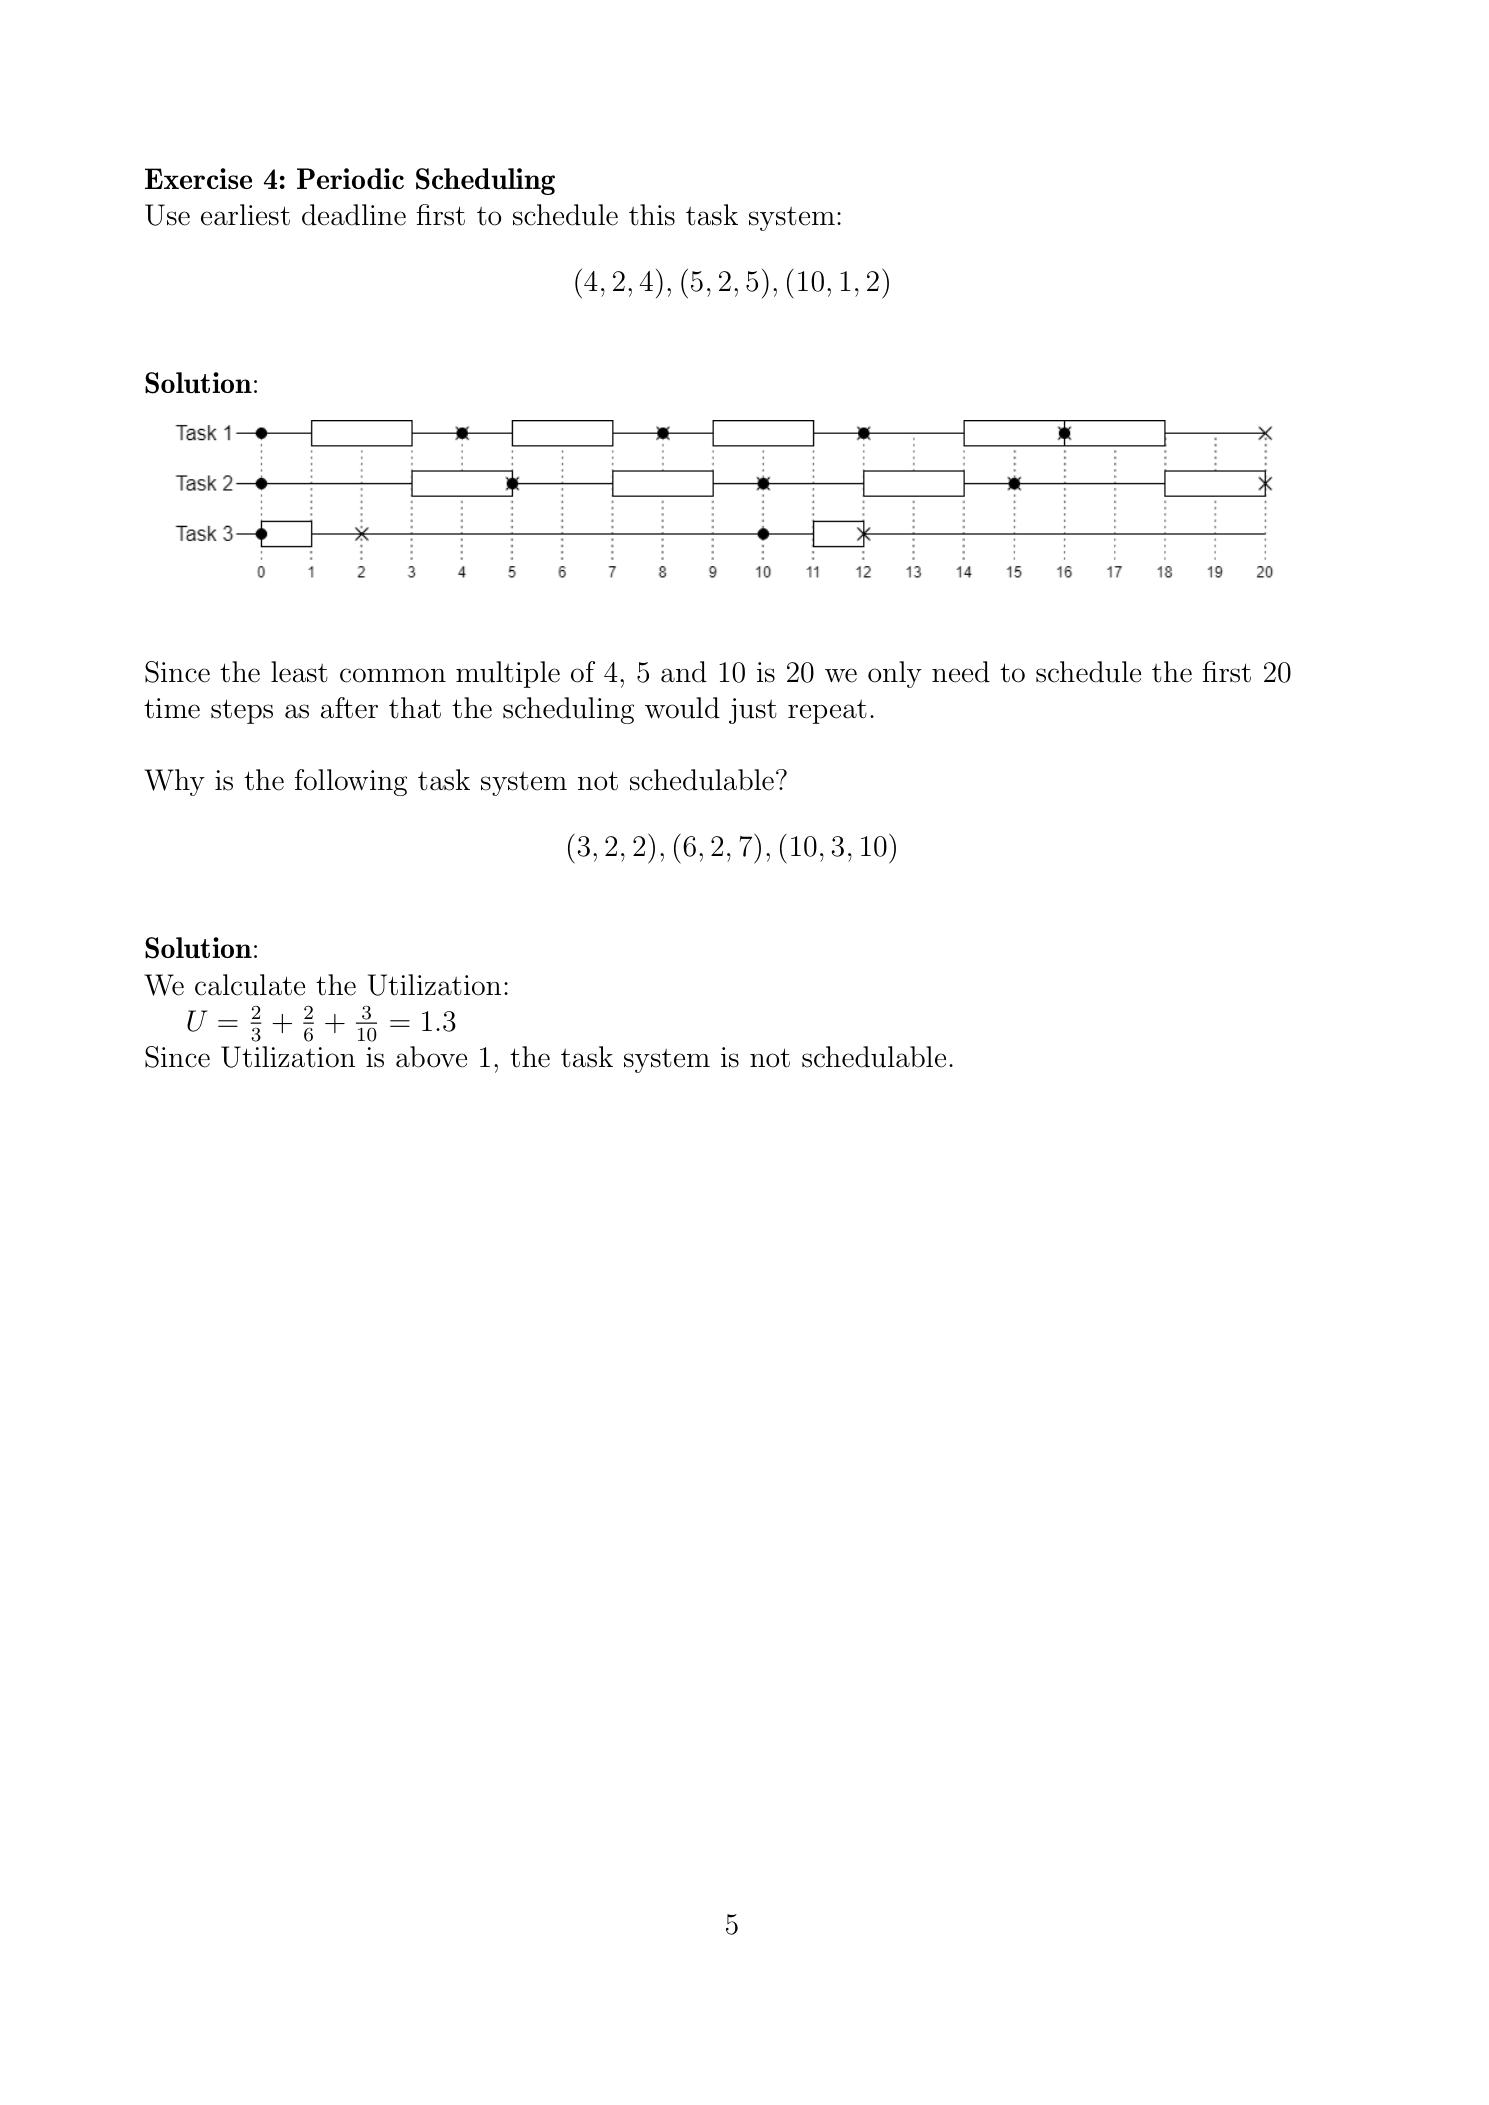 Exercise 4: Periodic Scheduling
Use earliest deadline first to schedule this task system:
(4, 2, 4), (5, 2, 5), (10, 1, 2)
Solution:
Task 1
Task 2
Task 3
0 1 2 3 4 5 6 7 8 9 10 11 12 13 14 15 16 17 18 19 20
Since the least common multiple of 4, 5 and 10 is 20 we only need to schedule the first 20
time steps as after that the scheduling would just repeat.
Why is the following task system not schedulable?
(3, 2, 2), (6, 2, 7), (10, 3, 10)
Solution:
We calculate the Utilization:
U = 2/3 + 2/6 + 3/10 = 1.3
Since Utilization is above 1, the task system is not schedulable.
5